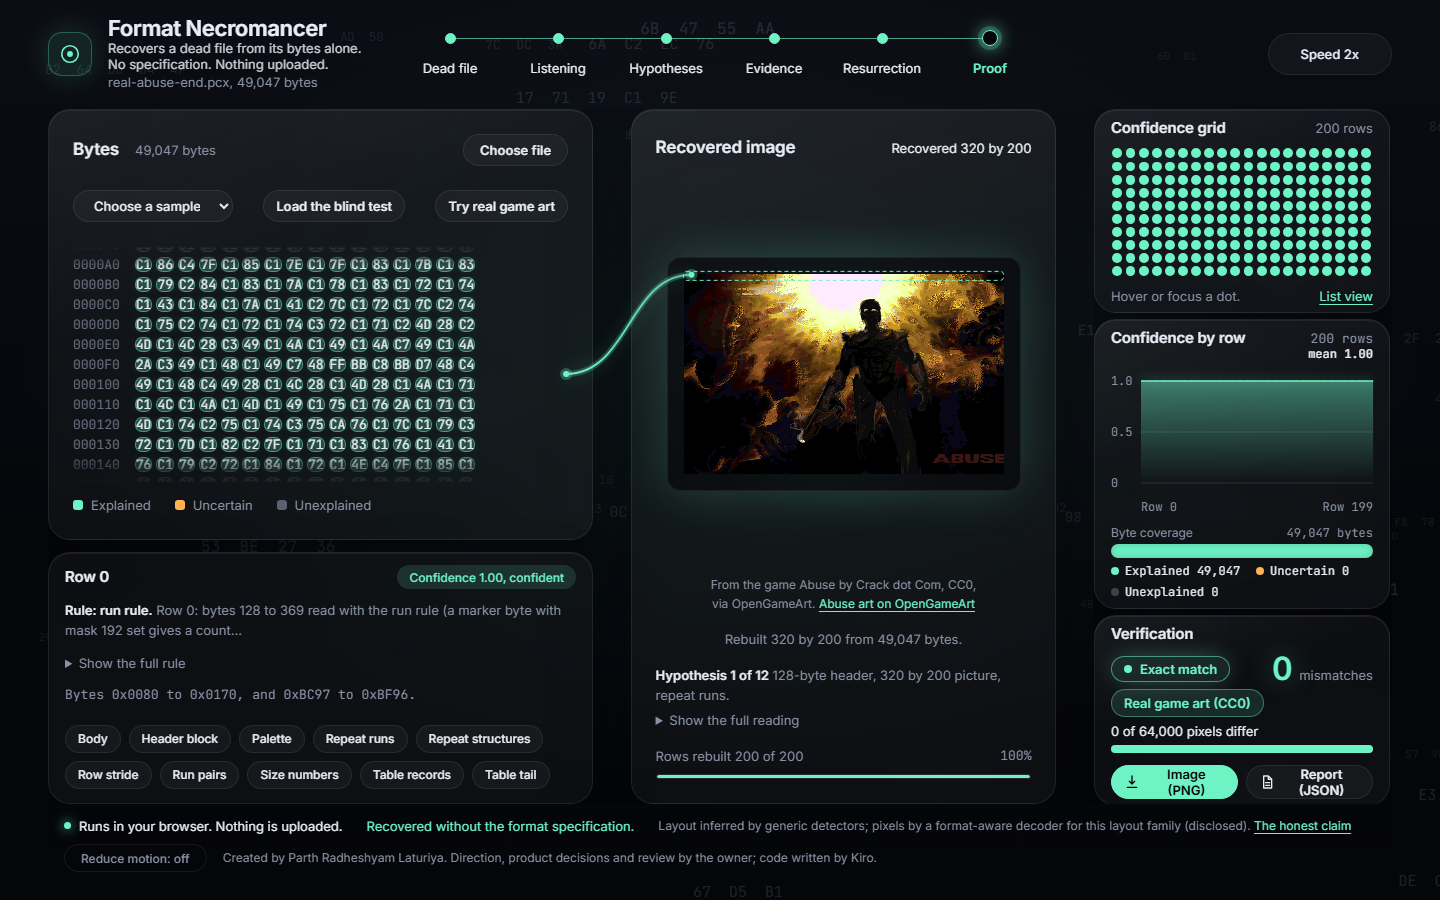 Format Necromancer
Recovers a dead file from its bytes alone.
No specification. Nothing uploaded.
real-abuse-end.pcx, 49,047 bytes
Dead file
Listening
Hypotheses
Evidence
Resurrection
Proof
Speed 2x
Bytes 49,047 bytes
Choose file
Choose a sample
Load the blind test
Try real game art
0000A0 C1 86 C4 7F C1 85 C1 7E C1 7F C1 83 C1 7B C1 83
0000B0 C1 79 C2 84 C1 83 C1 7A C1 78 C1 83 C1 72 C1 74
0000C0 C1 43 C1 84 C1 7A C1 41 C2 7C C1 72 C1 7C C2 74
0000D0 C1 75 C2 74 C1 72 C1 74 C3 72 C1 71 C2 4D 28 C2
0000E0 4D C1 4C 28 C3 49 C1 4A C1 49 C1 4A C7 49 C1 4A
0000F0 2A C3 49 C1 48 C1 49 C7 48 FF BB C8 BB D7 48 C4
000100 49 C1 48 C4 49 28 C1 4C 28 C1 4D 28 C1 4A C1 71
000110 C1 4C C1 4A C1 4D C1 49 C1 75 C1 76 2A C1 71 C1
000120 4D C1 74 C2 75 C1 74 C3 75 CA 76 C1 7C C1 79 C3
000130 72 C1 7D C1 82 C2 7F C1 71 C1 83 C1 76 C1 41 C1
000140 76 C1 79 C2 72 C1 84 C1 72 C1 4E C4 7F C1 85 C1
Explained
Uncertain
Unexplained
Row 0
Confidence 1.00, confident
Rule: run rule. Row 0: bytes 128 to 369 read with the run rule (a marker byte with
mask 192 set gives a count...
Show the full rule
Bytes 0x0080 to 0x0170, and 0xBC97 to 0xBF96.
Body
Header block
Palette
Repeat runs
Repeat structures
Row stride
Run pairs
Size numbers
Table records
Table tail
Recovered image
Recovered 320 by 200
ABUSE
From the game Abuse by Crack dot Com, CC0,
via OpenGameArt. Abuse art on OpenGameArt
Rebuilt 320 by 200 from 49,047 bytes.
Hypothesis 1 of 12 128-byte header, 320 by 200 picture,
repeat runs.
Show the full reading
Rows rebuilt 200 of 200
100%
Confidence grid
200 rows
Hover or focus a dot.
List view
Confidence by row
200 rows
mean 1.00
1.0
0.5
0
Row 0
Row 199
Byte coverage
49,047 bytes
Explained 49,047
Uncertain 0
Unexplained 0
Verification
Exact match
0 mismatches
Real game art (CC0)
0 of 64,000 pixels differ
Image
(PNG)
Report
(JSON)
Runs in your browser. Nothing is uploaded.
Recovered without the format specification.
Layout inferred by generic detectors; pixels by a format-aware decoder for this layout family (disclosed). The honest claim
Reduce motion: off
Created by Parth Radheshyam Laturiya. Direction, product decisions and review by the owner; code written by Kiro.